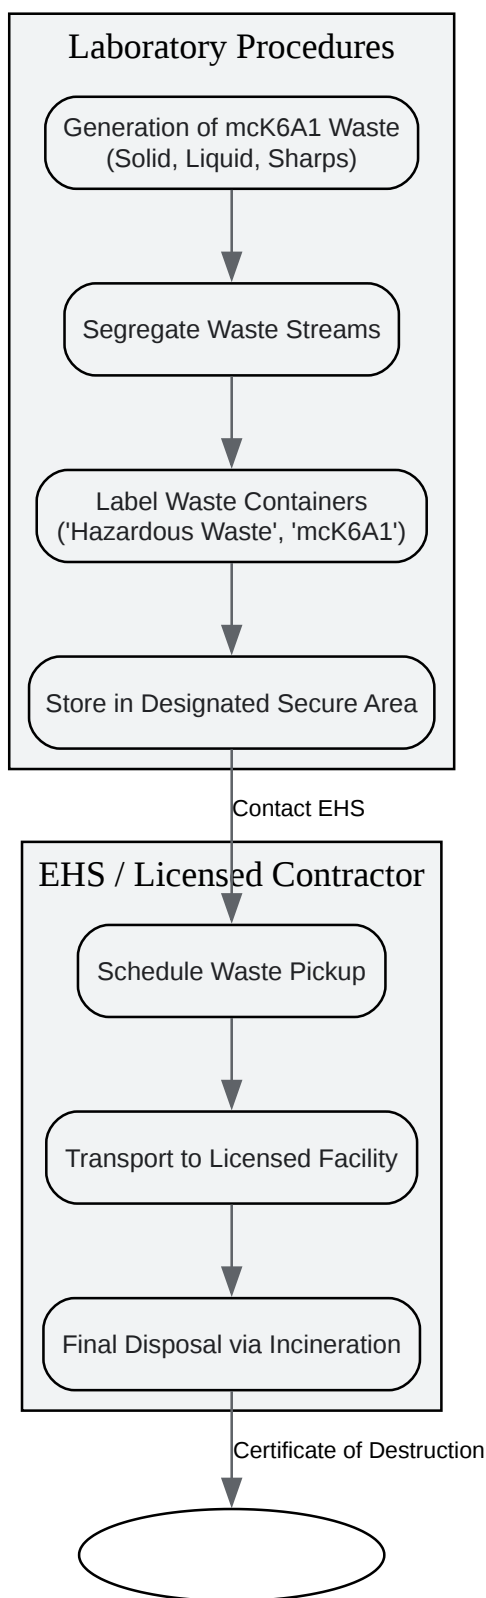 Laboratory Procedures
Generation of mcK6A1 Waste
(Solid, Liquid, Sharps)
Segregate Waste Streams
Label Waste Containers
('Hazardous Waste', 'mcK6A1')
Store in Designated Secure Area
Contact EHS
EHS / Licensed Contractor
Schedule Waste Pickup
Transport to Licensed Facility
Final Disposal via Incineration
Certificate of Destruction